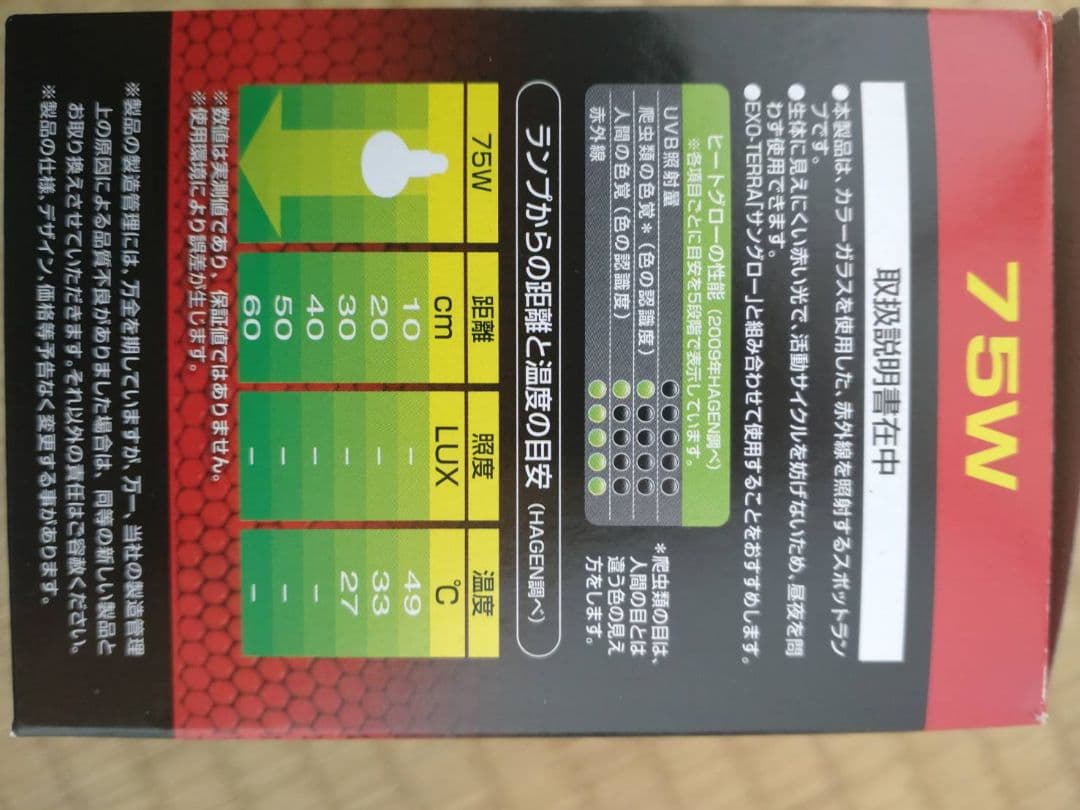 75W
取扱説明書在中
●本製品は、カラーガラスを使用した、赤外線を照射するスポットラン
プです。
●生体に見えにくい赤い光で、活動サイクルを妨げないため、昼夜を問
わず使用できます。
●EXO-TERRA「サングロー」と組み合わせて使用することをおすすめします。
ヒートグローの性能(2009年HAGEN調べ)
※各項目ごとに目安を5段階で表示しています。
UVB照射量
爬虫類の色覚*(色の認識度)
人間の色覚(色の認識度)
赤外線
*爬虫類の目は、
人間の目とは
違う色の見え
方をします。
ランプからの距離と温度の目安(HAGEN調べ)
75W 距離 照度 温度
cm LUX ℃
10 − 49
20 − 33
30 − 27
40 − −
50 − −
60 − −
※数値は実測値であり、保証値ではありません。
※使用環境により誤差が生じます。
※製品の製造管理には、万全を期していますが、万一、当社の製造管理
上の原因による品質不良がありました場合は、同等の新しい製品と
お取り換えさせていただきます。それ以外の責任はご容赦ください。
※製品の仕様、デザイン、価格等予告なく変更する事があります。